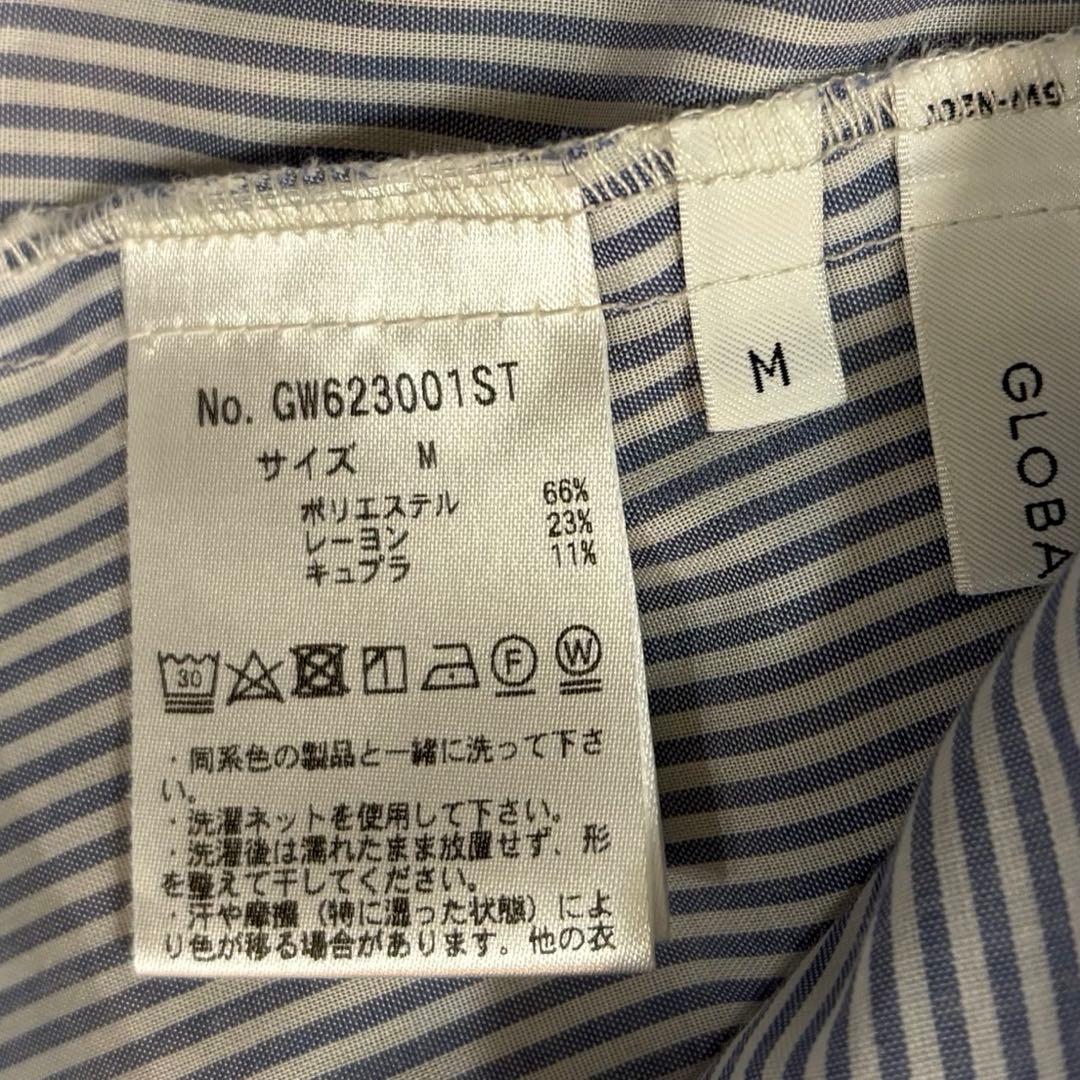 No. GW623001ST
サイズ M
ポリエステル 66%
レーヨン 23%
キュプラ 11%
30
F
W
・同系色の製品と一緒に洗って下さ
い。
・洗濯ネットを使用して下さい。
・洗濯後は濡れたまま放置せず、形
を整えて干してください。
・汗や摩擦（特に湿った状態）によ
り色が移る場合があります。他の衣
M
GLOBA